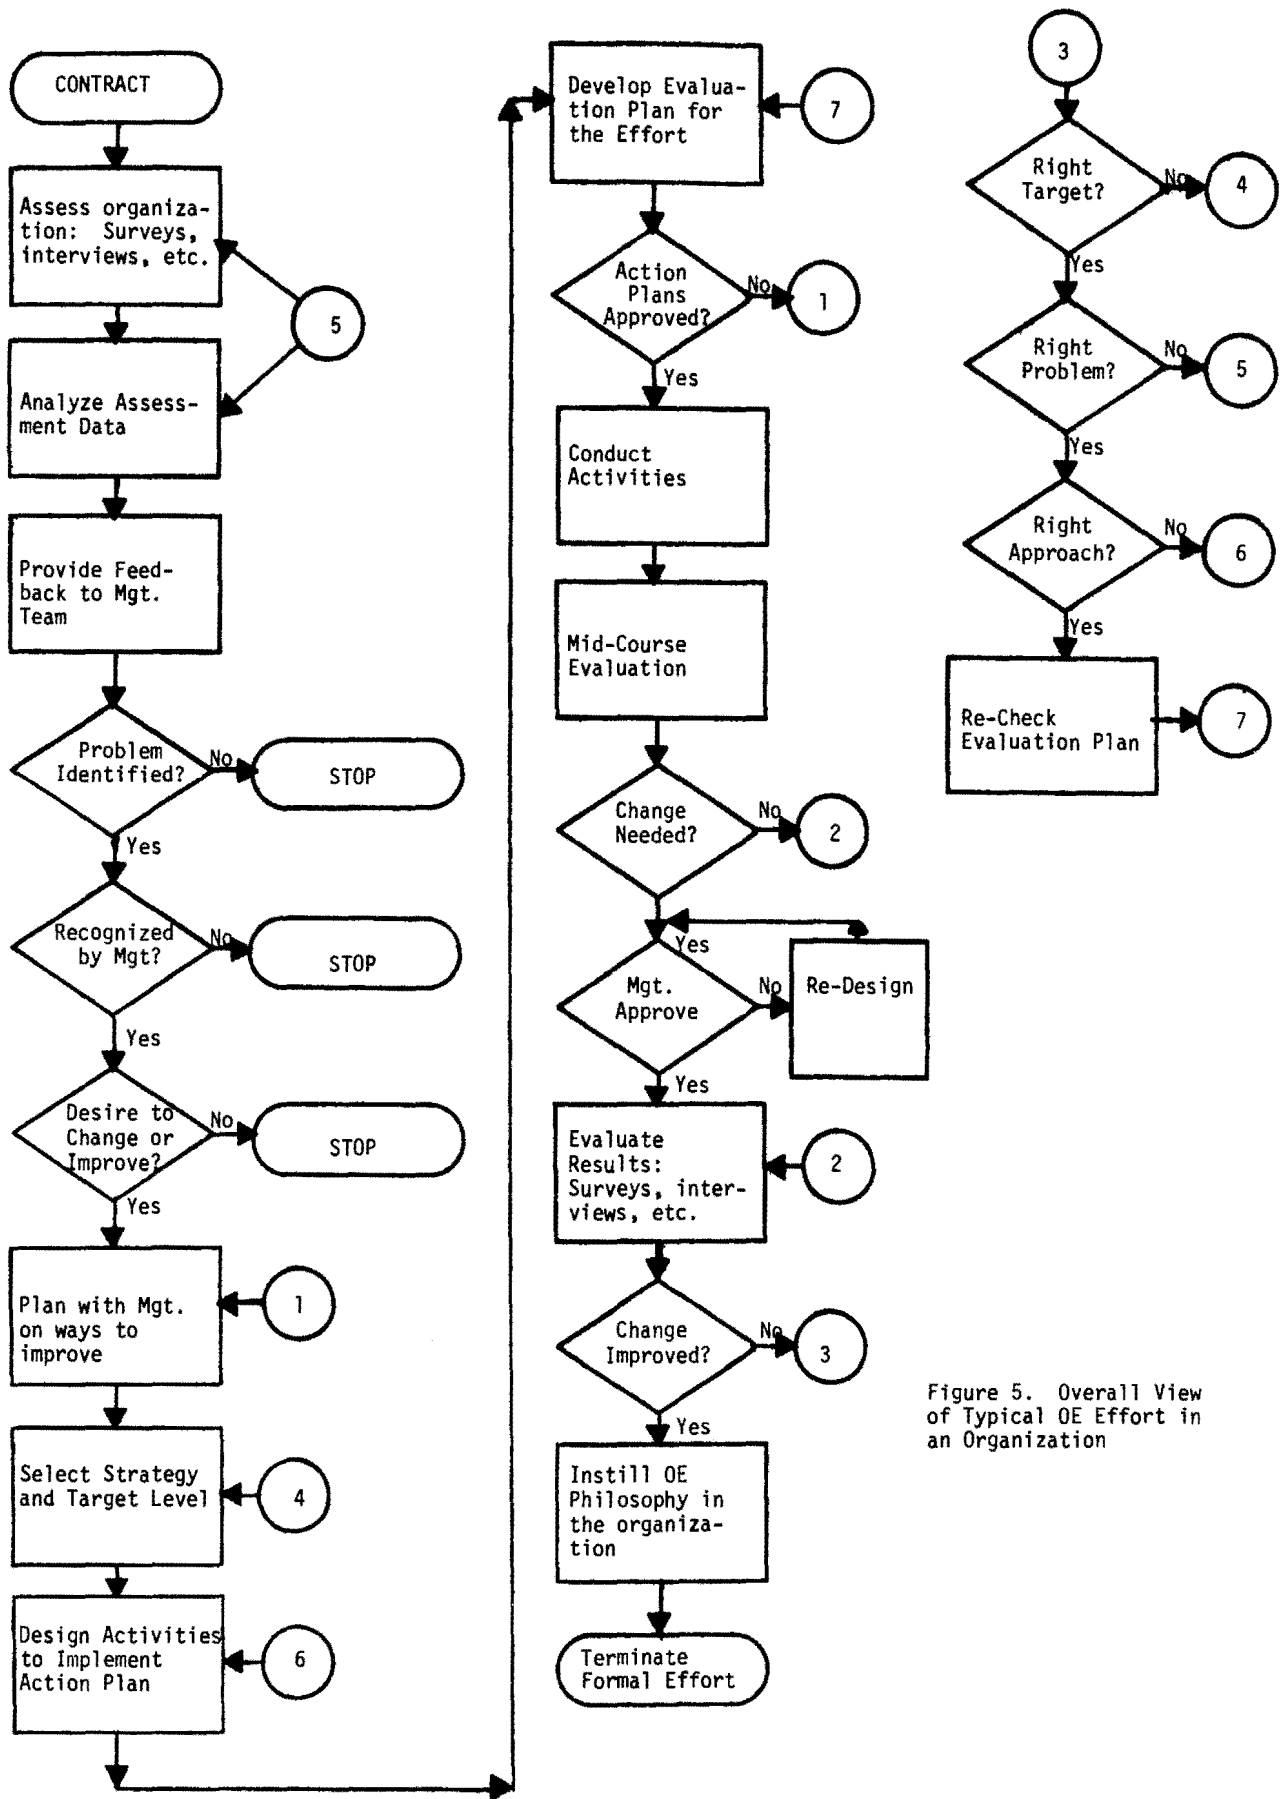 CONTRACT
Assess organiza-
tion: Surveys,
interviews, etc.
5
Analyze Assess-
ment Data
Provide Feed-
back to Mgt.
Team
Problem
Identified?
No
STOP
Yes
Recognized
by Mgt?
No
STOP
Yes
Desire to
Change or
Improve?
No
STOP
Yes
Plan with Mgt.
on ways to
improve
1
Select Strategy
and Target Level
4
Design Activities
to Implement
Action Plan
6
Develop Evalua-
tion Plan for
the Effort
7
Action
Plans
Approved?
No
1
Yes
Conduct
Activities
Mid-Course
Evaluation
Change
Needed?
No
2
Yes
Mgt.
Approve
No
Re-Design
Yes
Evaluate
Results:
Surveys, inter-
views, etc.
2
Change
Improved?
No
3
Yes
Instill OE
Philosophy in
the organiza-
tion
Terminate
Formal Effort
3
Right
Target?
No
4
Yes
Right
Problem?
No
5
Yes
Right
Approach?
No
6
Yes
Re-Check
Evaluation Plan
7
Figure 5. Overall View
of Typical OE Effort in
an Organization